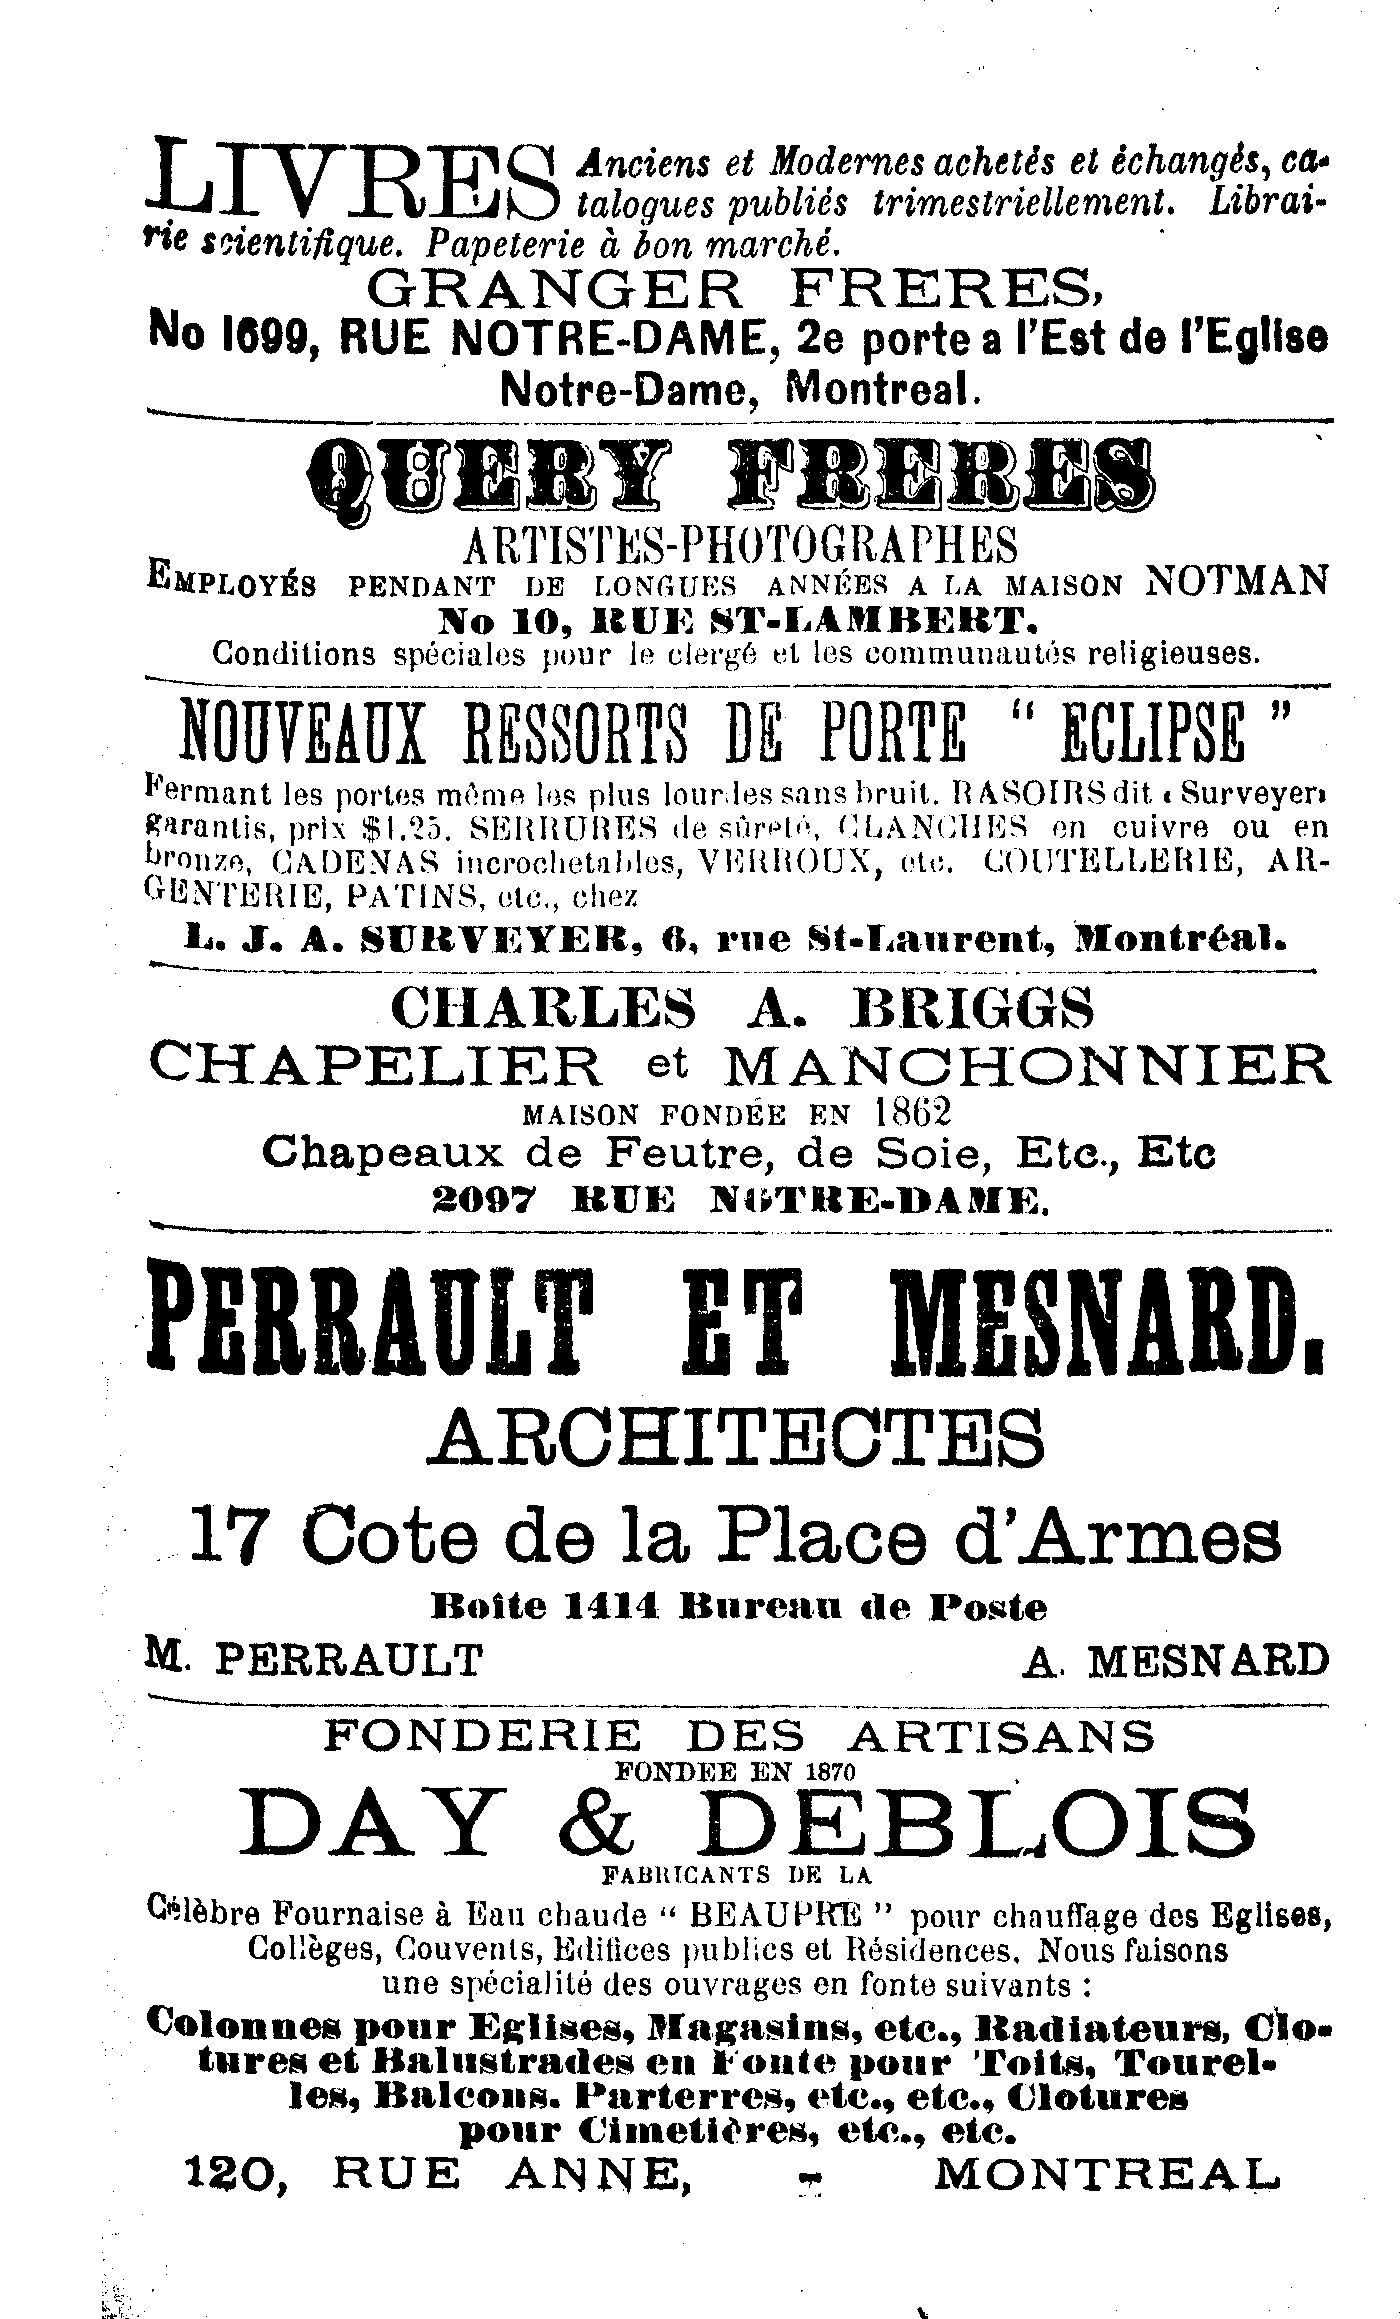 LIVRES Anciens et Modernes achetés et échangés, ca-
talogues publiés trimestriellement. Librai-
rie scientifique. Papeterie à bon marché.
GRANGER FRERES,
No 1699, RUE NOTRE-DAME, 2e porte a l'Est de l'Eglise
Notre-Dame, Montreal.
QUERY FRERES
ARTISTES-PHOTOGRAPHES
EMPLOYÉS PENDANT DE LONGUES ANNÉES A LA MAISON NOTMAN
No 10, RUE ST-LAMBERT.
Conditions spéciales pour le clergé et les communautés religieuses.
NOUVEAUX RESSORTS DE PORTE " ECLIPSE "
Fermant les portes même les plus lourdes sans bruit. RASOIRS dit « Surveyer»
garantis, prix $1.25. SERRURES de sûreté, CLANCHES en cuivre ou en
bronze, CADENAS incrochetables, VERROUX, etc. COUTELLERIE, AR-
GENTERIE, PATINS, etc., chez
L. J. A. SURVEYER, 6, rue St-Laurent, Montréal.
CHARLES A. BRIGGS
CHAPELIER et MANCHONNIER
MAISON FONDÉE EN 1862
Chapeaux de Feutre, de Soie, Etc., Etc
2097 RUE NOTRE-DAME.
PERRAULT ET MESNARD.
ARCHITECTES
17 Cote de la Place d'Armes
Boîte 1414 Bureau de Poste
M. PERRAULT A. MESNARD
FONDERIE DES ARTISANS
FONDEE EN 1870
DAY & DEBLOIS
FABRICANTS DE LA
Célèbre Fournaise à Eau chaude " BEAUPRE " pour chauffage des Eglises,
Collèges, Couvents, Edifices publics et Résidences. Nous faisons
une spécialité des ouvrages en fonte suivants :
Colonnes pour Eglises, Magasins, etc., Radiateurs, Clo-
tures et Balustrades en Fonte pour Toits, Tourel-
les, Balcons. Parterres, etc., etc., Clotures
pour Cimetières, etc., etc.
120, RUE ANNE, - MONTREAL